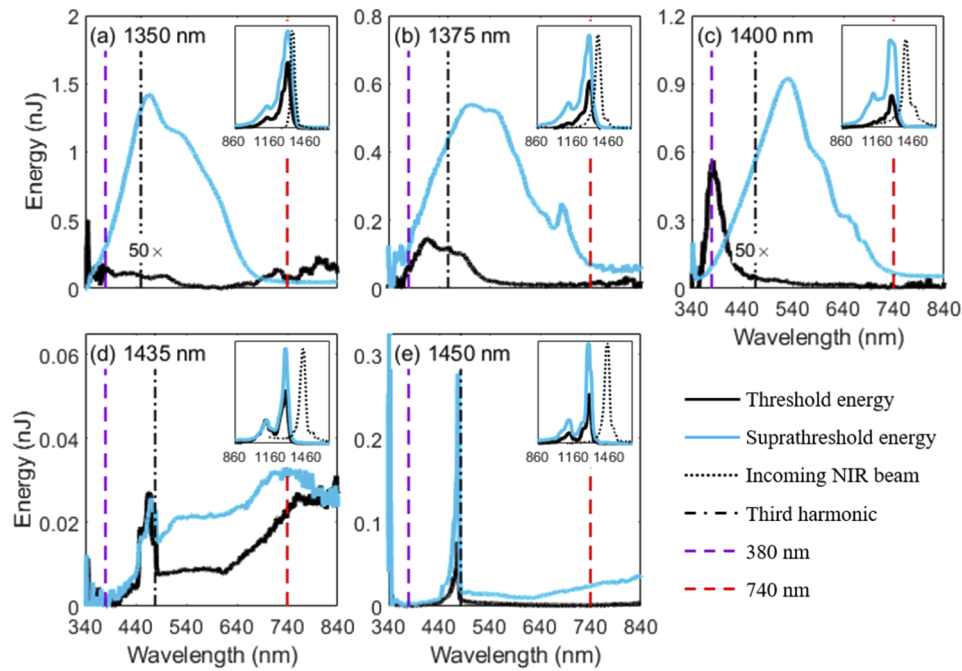 (a) 1350 nm
2
1.5
1
0.5
0
Energy (nJ)
50 ×
860 1160 1460
(b) 1375 nm
0.8
0.6
0.4
0.2
0
860 1160 1460
(c) 1400 nm
1.2
0.9
0.6
0.3
0
50 ×
860 1160 1460
340 440 540 640 740 840
Wavelength (nm)
(d) 1435 nm
0.06
0.04
0.02
0
Energy (nJ)
860 1160 1460
340 440 540 640 740 840
Wavelength (nm)
(e) 1450 nm
0.3
0.2
0.1
0
860 1160 1460
340 440 540 640 740 840
Wavelength (nm)
Threshold energy
Suprathreshold energy
Incoming NIR beam
Third harmonic
380 nm
740 nm